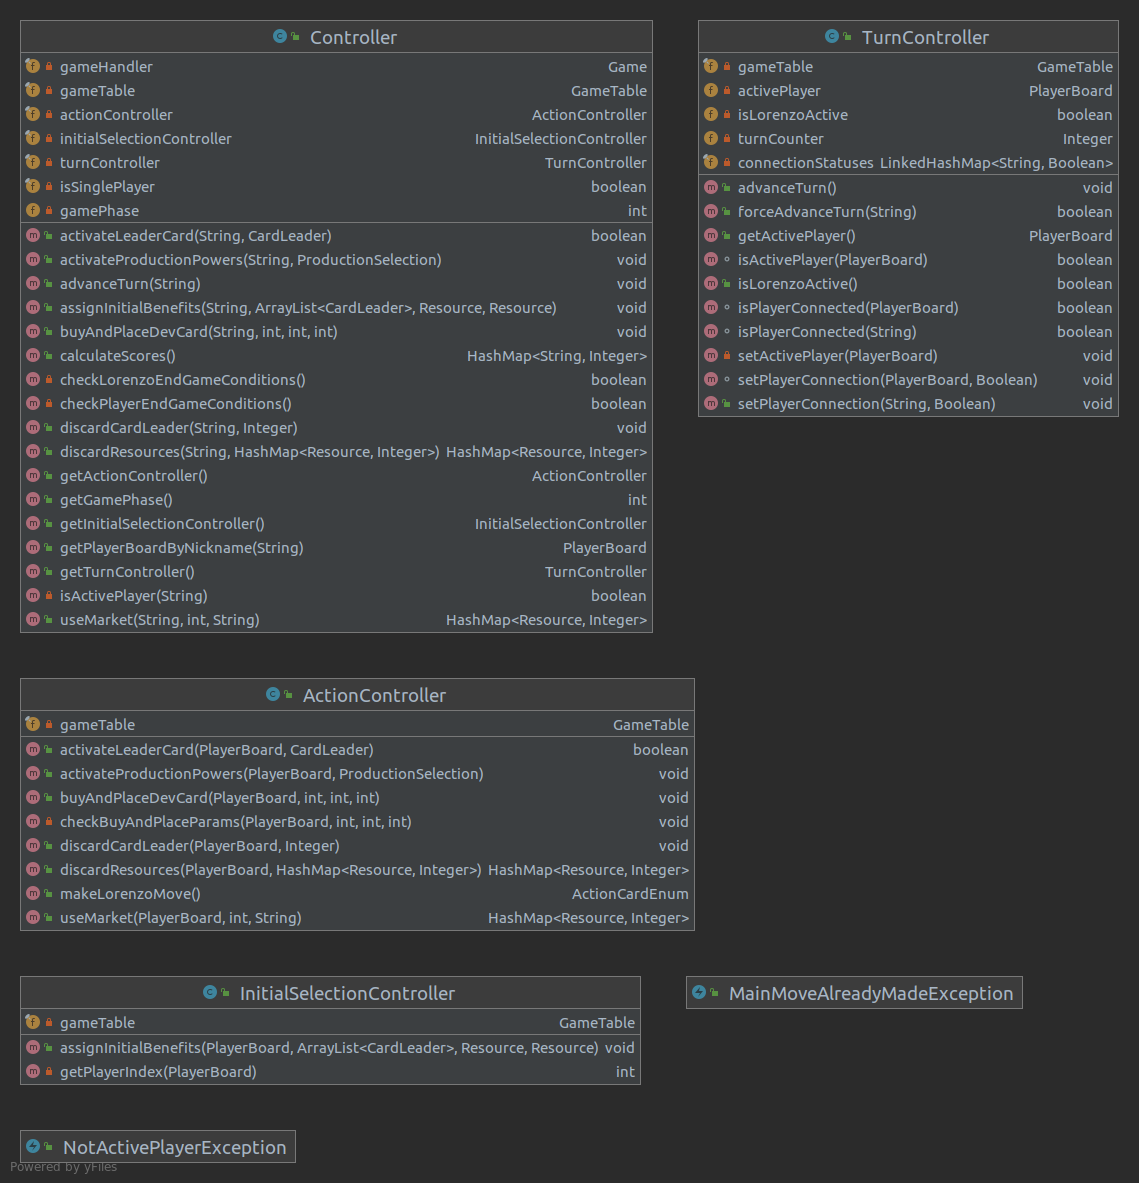 Controller
gameHandler Game
gameTable GameTable
actionController ActionController
initialSelectionController InitialSelectionController
turnController TurnController
isSinglePlayer boolean
gamePhase int
activateLeaderCard(String, CardLeader) boolean
activateProductionPowers(String, ProductionSelection) void
advanceTurn(String) void
assignInitialBenefits(String, ArrayList<CardLeader>, Resource, Resource) void
buyAndPlaceDevCard(String, int, int, int) void
calculateScores() HashMap<String, Integer>
checkLorenzoEndGameConditions() boolean
checkPlayerEndGameConditions() boolean
discardCardLeader(String, Integer) void
discardResources(String, HashMap<Resource, Integer>) HashMap<Resource, Integer>
getActionController() ActionController
getGamePhase() int
getInitialSelectionController() InitialSelectionController
getPlayerBoardByNickname(String) PlayerBoard
getTurnController() TurnController
isActivePlayer(String) boolean
useMarket(String, int, String) HashMap<Resource, Integer>
TurnController
gameTable GameTable
activePlayer PlayerBoard
isLorenzoActive boolean
turnCounter Integer
connectionStatuses LinkedHashMap<String, Boolean>
advanceTurn() void
forceAdvanceTurn(String) boolean
getActivePlayer() PlayerBoard
isActivePlayer(PlayerBoard) boolean
isLorenzoActive() boolean
isPlayerConnected(PlayerBoard) boolean
isPlayerConnected(String) boolean
setActivePlayer(PlayerBoard) void
setPlayerConnection(PlayerBoard, Boolean) void
setPlayerConnection(String, Boolean) void
ActionController
gameTable GameTable
activateLeaderCard(PlayerBoard, CardLeader) boolean
activateProductionPowers(PlayerBoard, ProductionSelection) void
buyAndPlaceDevCard(PlayerBoard, int, int, int) void
checkBuyAndPlaceParams(PlayerBoard, int, int, int) void
discardCardLeader(PlayerBoard, Integer) void
discardResources(PlayerBoard, HashMap<Resource, Integer>) HashMap<Resource, Integer>
makeLorenzoMove() ActionCardEnum
useMarket(PlayerBoard, int, String) HashMap<Resource, Integer>
InitialSelectionController
gameTable GameTable
assignInitialBenefits(PlayerBoard, ArrayList<CardLeader>, Resource, Resource) void
getPlayerIndex(PlayerBoard) int
MainMoveAlreadyMadeException
NotActivePlayerException
Powered by yFiles